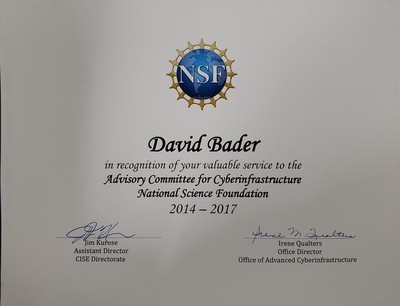 NSF
David Bader
in recognition of your valuable service to the
Advisory Committee for Cyberinfrastructure
National Science Foundation
2014 – 2017
Irene M. Qualters
Jim Kurose
Assistant Director
CISE Directorate
Irene Qualters
Office Director
Office of Advanced Cyberinfrastructure